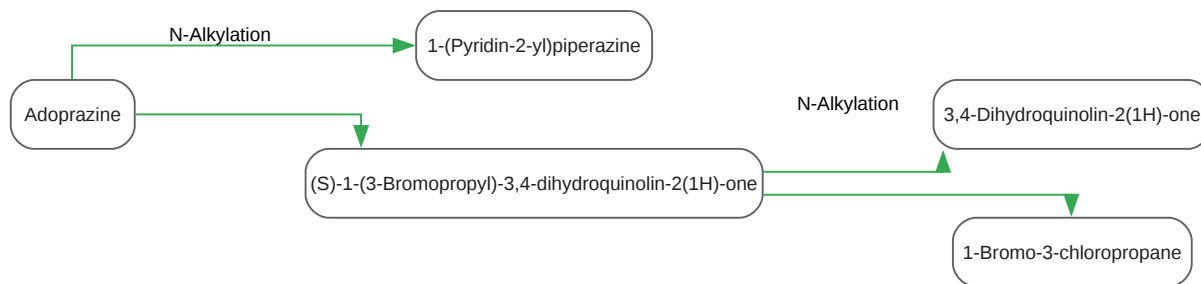 N-Alkylation
1-(Pyridin-2-yl)piperazine
Adoprazine
N-Alkylation
3,4-Dihydroquinolin-2(1H)-one
(S)-1-(3-Bromopropyl)-3,4-dihydroquinolin-2(1H)-one
1-Bromo-3-chloropropane